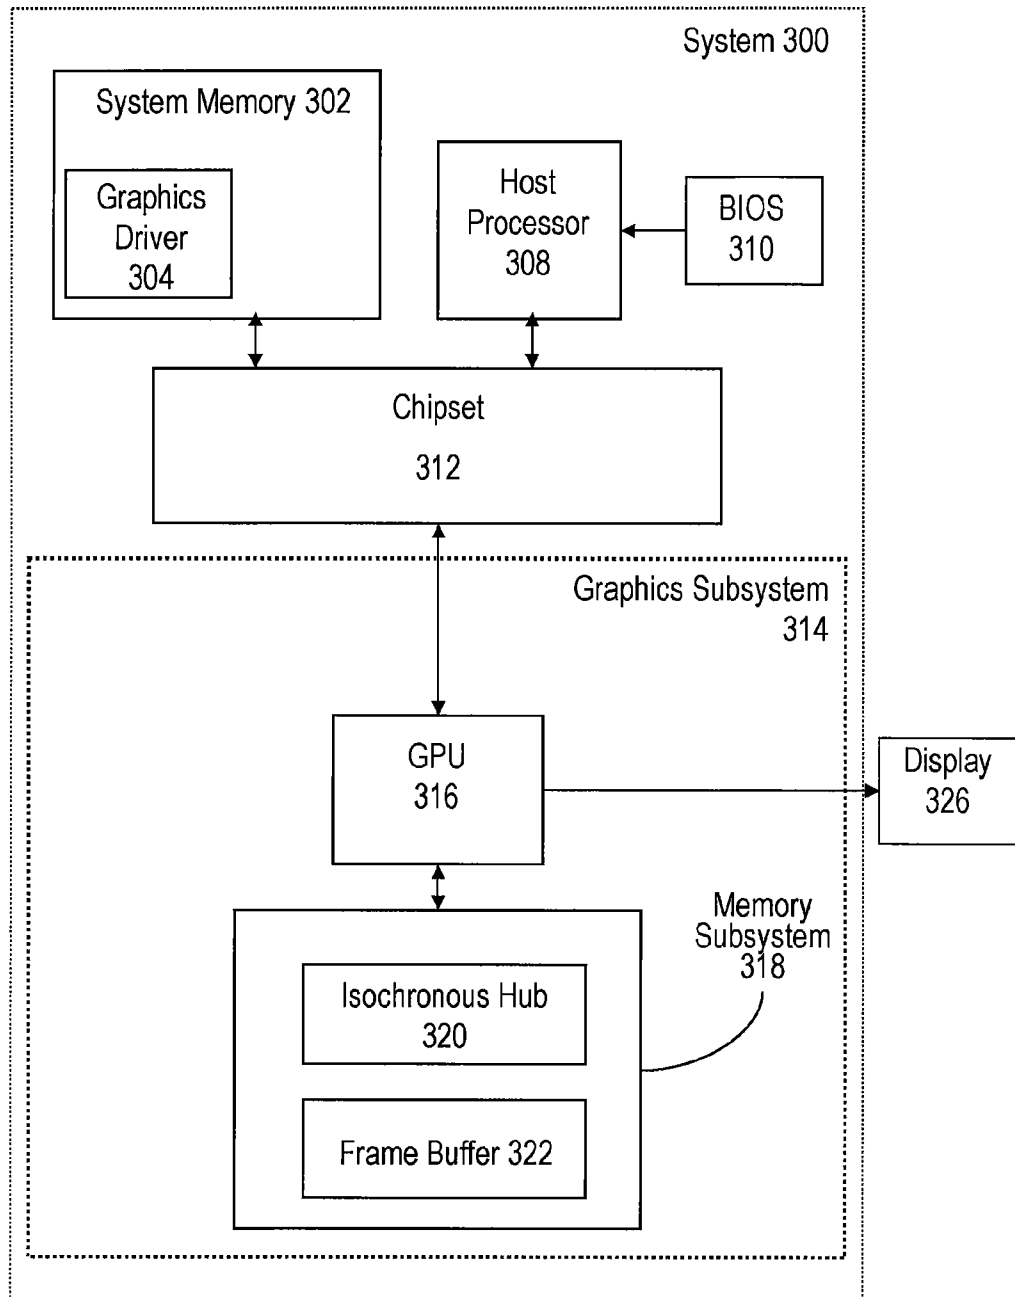 System 300
System Memory 302
Graphics
Driver
304
Host
Processor
308
BIOS
310
Chipset
312
Graphics Subsystem
314
GPU
316
Display
326
Memory
Subsystem
318
Isochronous Hub
320
Frame Buffer 322